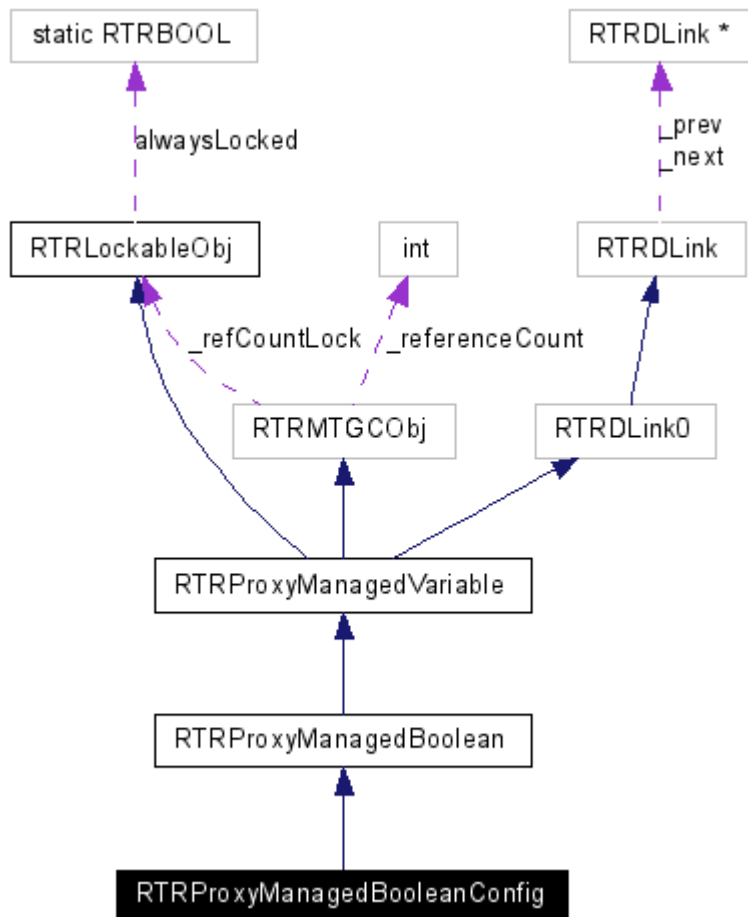 static RTRBOOL
RTRDLink *
alwaysLocked
_prev
_next
RTRLockableObj
int
RTRDLink
_refCountLock
_referenceCount
RTRMTGCObj
RTRDLink0
RTRProxyManagedVariable
RTRProxyManagedBoolean
RTRProxyManagedBooleanConfig